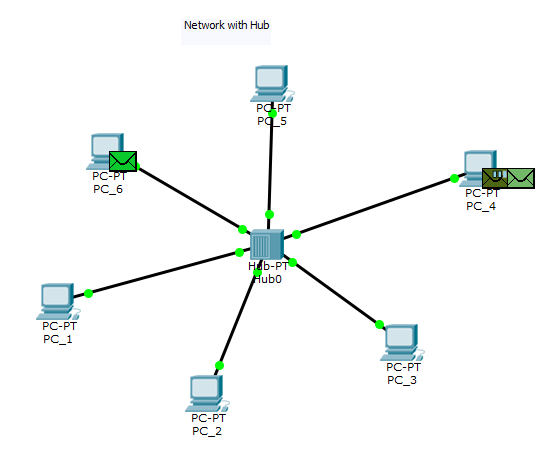 Network with Hub
PC-PT
PC_5
PC-PT
PC_6
PC-PT
PC_4
Hub-PT
Hub0
PC-PT
PC_1
PC-PT
PC_3
PC-PT
PC_2